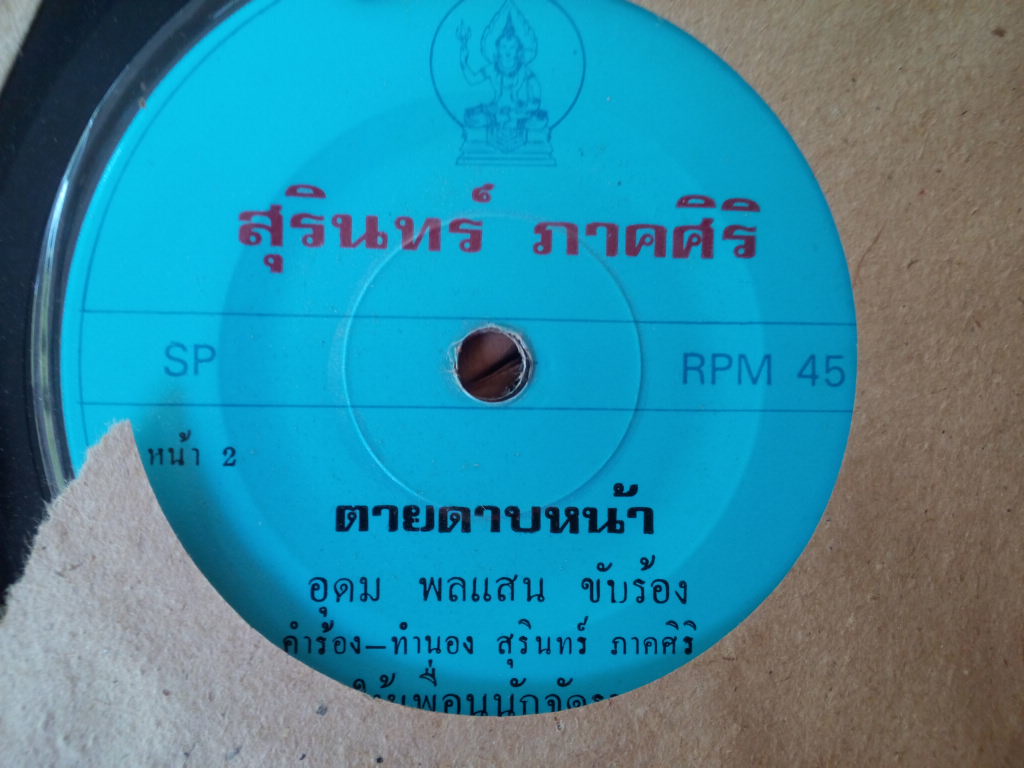 สุรินทร์ ภาคศิริ
SP RPM 45
หน้า 2
ตายดาบหน้า
อุดม พลแสน ขับร้อง
คำร้อง–ทำนอง สุรินทร์ ภาคศิริ